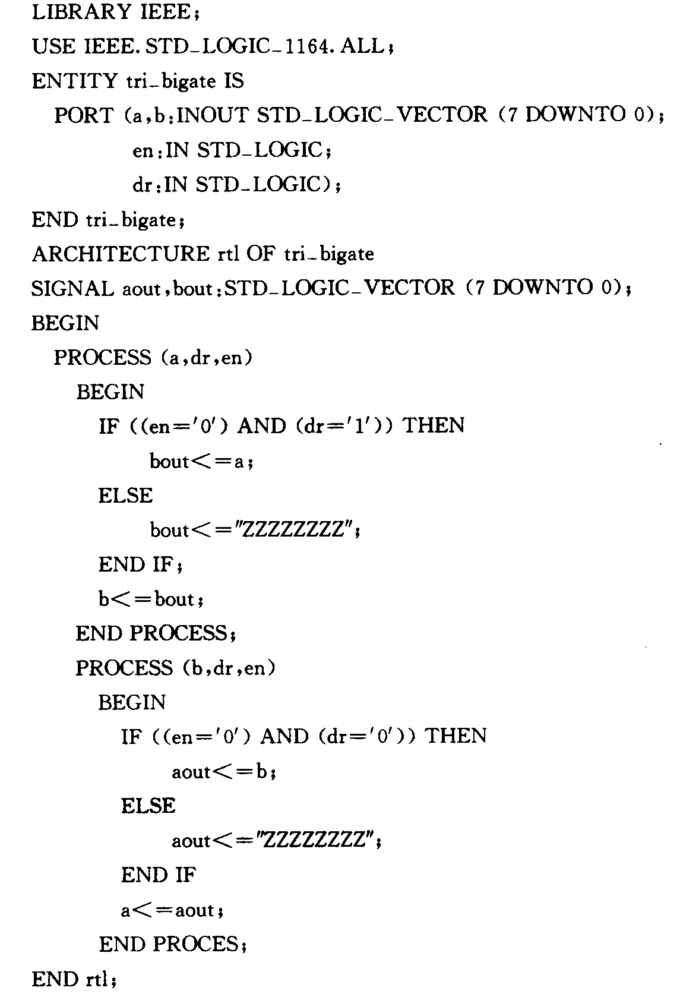 LIBRARY IEEE;
USE IEEE.STD_LOGIC_1164.ALL;
ENTITY tri_bigate IS
PORT (a,b:INOUT STD_LOGIC_VECTOR (7 DOWNTO 0);
en:IN STD_LOGIC;
dr:IN STD_LOGIC);
END tri_bigate;
ARCHITECTURE rtl OF tri_bigate
SIGNAL aout,bout:STD_LOGIC_VECTOR (7 DOWNTO 0);
BEGIN
PROCESS (a,dr,en)
BEGIN
IF ((en='0') AND (dr='1')) THEN
bout<=a;
ELSE
bout<="ZZZZZZZZ";
END IF;
b<=bout;
END PROCESS;
PROCESS (b,dr,en)
BEGIN
IF ((en='0') AND (dr='0')) THEN
aout<=b;
ELSE
aout<="ZZZZZZZZ";
END IF
a<=aout;
END PROCES;
END rtl;